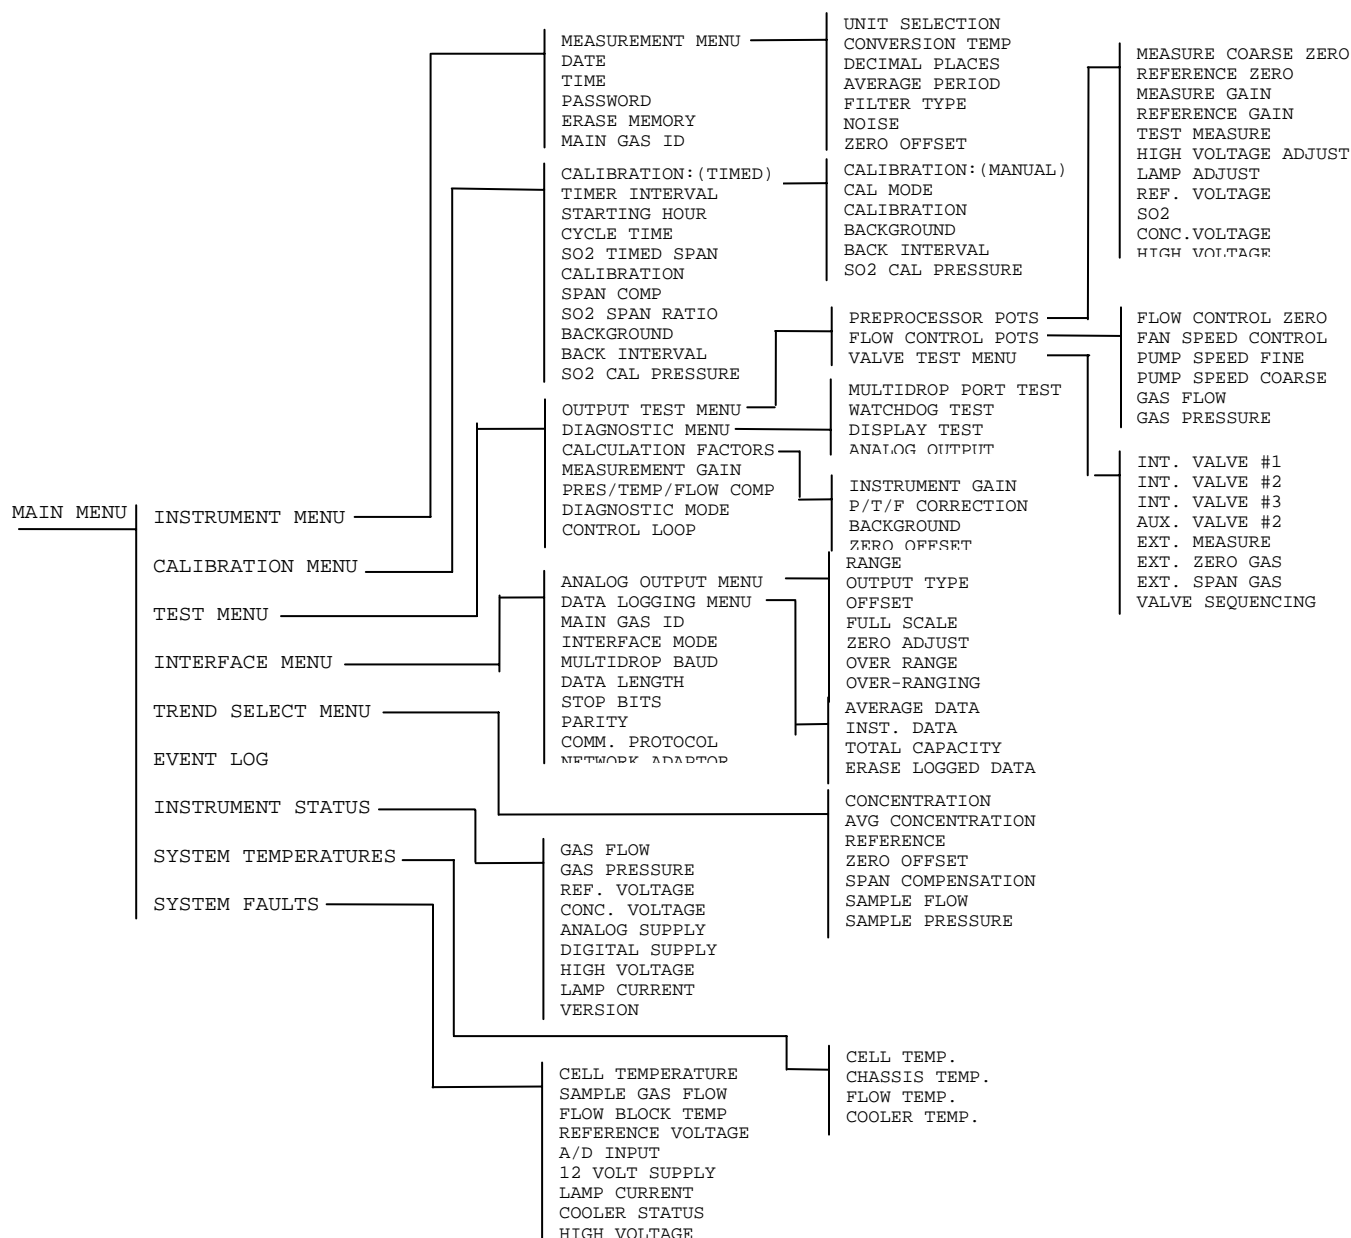 MAIN MENU
INSTRUMENT MENU
CALIBRATION MENU
TEST MENU
INTERFACE MENU
TREND SELECT MENU
EVENT LOG
INSTRUMENT STATUS
SYSTEM TEMPERATURES
SYSTEM FAULTS
MEASUREMENT MENU
DATE
TIME
PASSWORD
ERASE MEMORY
MAIN GAS ID
CALIBRATION:(TIMED)
TIMER INTERVAL
STARTING HOUR
CYCLE TIME
SO2 TIMED SPAN
CALIBRATION
SPAN COMP
SO2 SPAN RATIO
BACKGROUND
BACK INTERVAL
SO2 CAL PRESSURE
OUTPUT TEST MENU
DIAGNOSTIC MENU
CALCULATION FACTORS
MEASUREMENT GAIN
PRES/TEMP/FLOW COMP
DIAGNOSTIC MODE
CONTROL LOOP
ANALOG OUTPUT MENU
DATA LOGGING MENU
MAIN GAS ID
INTERFACE MODE
MULTIDROP BAUD
DATA LENGTH
STOP BITS
PARITY
COMM. PROTOCOL
NETWORK ADAPTOR
GAS FLOW
GAS PRESSURE
REF. VOLTAGE
CONC. VOLTAGE
ANALOG SUPPLY
DIGITAL SUPPLY
HIGH VOLTAGE
LAMP CURRENT
VERSION
CELL TEMPERATURE
SAMPLE GAS FLOW
FLOW BLOCK TEMP
REFERENCE VOLTAGE
A/D INPUT
12 VOLT SUPPLY
LAMP CURRENT
COOLER STATUS
HIGH VOLTAGE
UNIT SELECTION
CONVERSION TEMP
DECIMAL PLACES
AVERAGE PERIOD
FILTER TYPE
NOISE
ZERO OFFSET
CALIBRATION:(MANUAL)
CAL MODE
CALIBRATION
BACKGROUND
BACK INTERVAL
SO2 CAL PRESSURE
PREPROCESSOR POTS
FLOW CONTROL POTS
VALVE TEST MENU
MULTIDROP PORT TEST
WATCHDOG TEST
DISPLAY TEST
ANALOG OUTPUT
INSTRUMENT GAIN
P/T/F CORRECTION
BACKGROUND
ZERO OFFSET
RANGE
OUTPUT TYPE
OFFSET
FULL SCALE
ZERO ADJUST
OVER RANGE
OVER-RANGING
AVERAGE DATA
INST. DATA
TOTAL CAPACITY
ERASE LOGGED DATA
CONCENTRATION
AVG CONCENTRATION
REFERENCE
ZERO OFFSET
SPAN COMPENSATION
SAMPLE FLOW
SAMPLE PRESSURE
CELL TEMP.
CHASSIS TEMP.
FLOW TEMP.
COOLER TEMP.
MEASURE COARSE ZERO
REFERENCE ZERO
MEASURE GAIN
REFERENCE GAIN
TEST MEASURE
HIGH VOLTAGE ADJUST
LAMP ADJUST
REF. VOLTAGE
SO2
CONC.VOLTAGE
HIGH VOLTAGE
FLOW CONTROL ZERO
FAN SPEED CONTROL
PUMP SPEED FINE
PUMP SPEED COARSE
GAS FLOW
GAS PRESSURE
INT. VALVE #1
INT. VALVE #2
INT. VALVE #3
AUX. VALVE #2
EXT. MEASURE
EXT. ZERO GAS
EXT. SPAN GAS
VALVE SEQUENCING